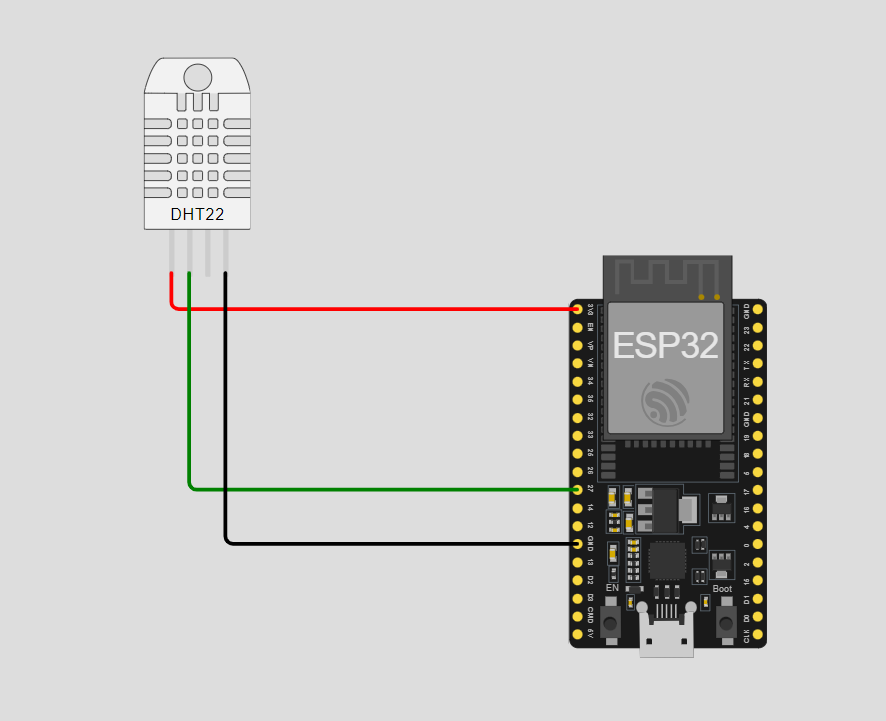 DHT22
ESP32
3V3
EN
VP
VN
34
35
32
33
25
26
27
14
12
GND
13
D2
D3
CMD
5V
GND
23
22
TX
RX
21
GND
19
18
5
17
16
4
0
2
15
D1
D0
CLK
EN
Boot